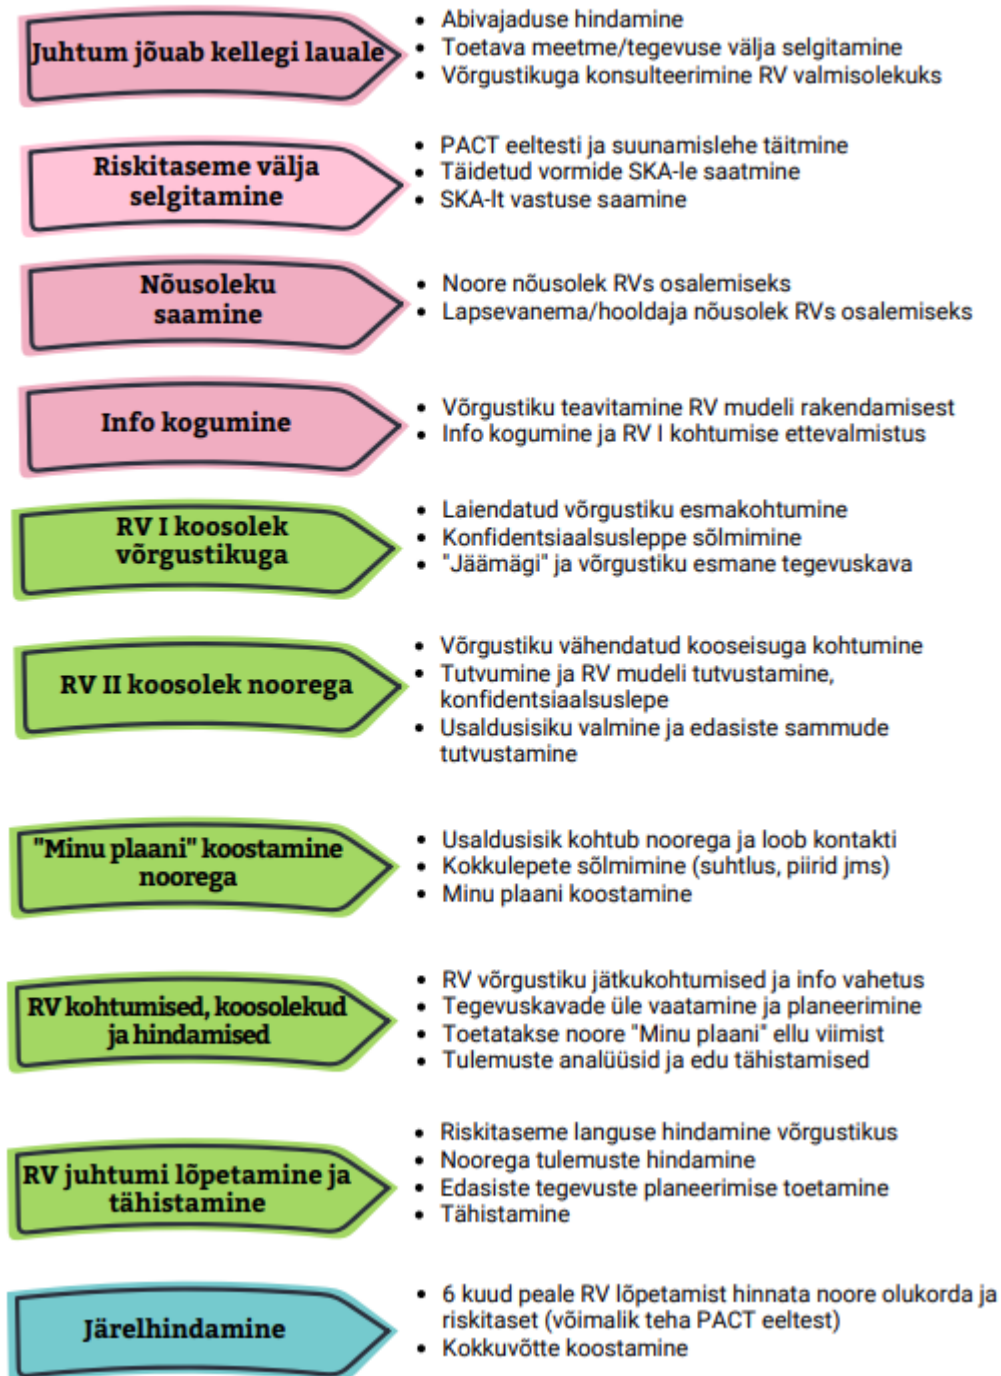 Juhtum jõuab kellegi lauale
• Abivajaduse hindamine
• Toetava meetme/tegevuse välja selgitamine
• Võrgustikuga konsulteerimine RV valmisolekuks
Riskitaseme välja
selgitamine
• PACT eeltesti ja suunamislehe täitmine
• Täidetud vormide SKA-le saatmine
• SKA-lt vastuse saamine
Nõusoleku
saamine
• Noore nõusolek RVs osalemiseks
• Lapsevanema/hooldaja nõusolek RVs osalemiseks
Info kogumine
• Võrgustiku teavitamine RV mudeli rakendamisest
• Info kogumine ja RV I kohtumise ettevalmistus
RV I koosolek
võrgustikuga
• Laiendatud võrgustiku esmakohtumine
• Konfidentsiaalsusleppe sõlmimine
• "Jäämägi" ja võrgustiku esmane tegevuskava
RV II koosolek noorega
• Võrgustiku vähendatud kooseisuga kohtumine
• Tutvumine ja RV mudeli tutvustamine,
konfidentsiaalsuslepe
• Usaldusisiku valmine ja edasiste sammude
tutvustamine
"Minu plaani" koostamine
noorega
• Usaldusisik kohtub noorega ja loob kontakti
• Kokkulepete sõlmimine (suhtlus, piirid jms)
• Minu plaani koostamine
RV kohtumised, koosolekud
ja hindamised
• RV võrgustiku jätkukohtumised ja info vahetus
• Tegevuskavade üle vaatamine ja planeerimine
• Toetatakse noore "Minu plaani" ellu viimist
• Tulemuste analüüsid ja edu tähistamised
RV juhtumi lõpetamine ja
tähistamine
• Riskitaseme languse hindamine võrgustikus
• Noorega tulemuste hindamine
• Edasiste tegevuste planeerimise toetamine
• Tähistamine
Järelhindamine
• 6 kuud peale RV lõpetamist hinnata noore olukorda ja
riskitaset (võimalik teha PACT eeltest)
• Kokkuvõtte koostamine